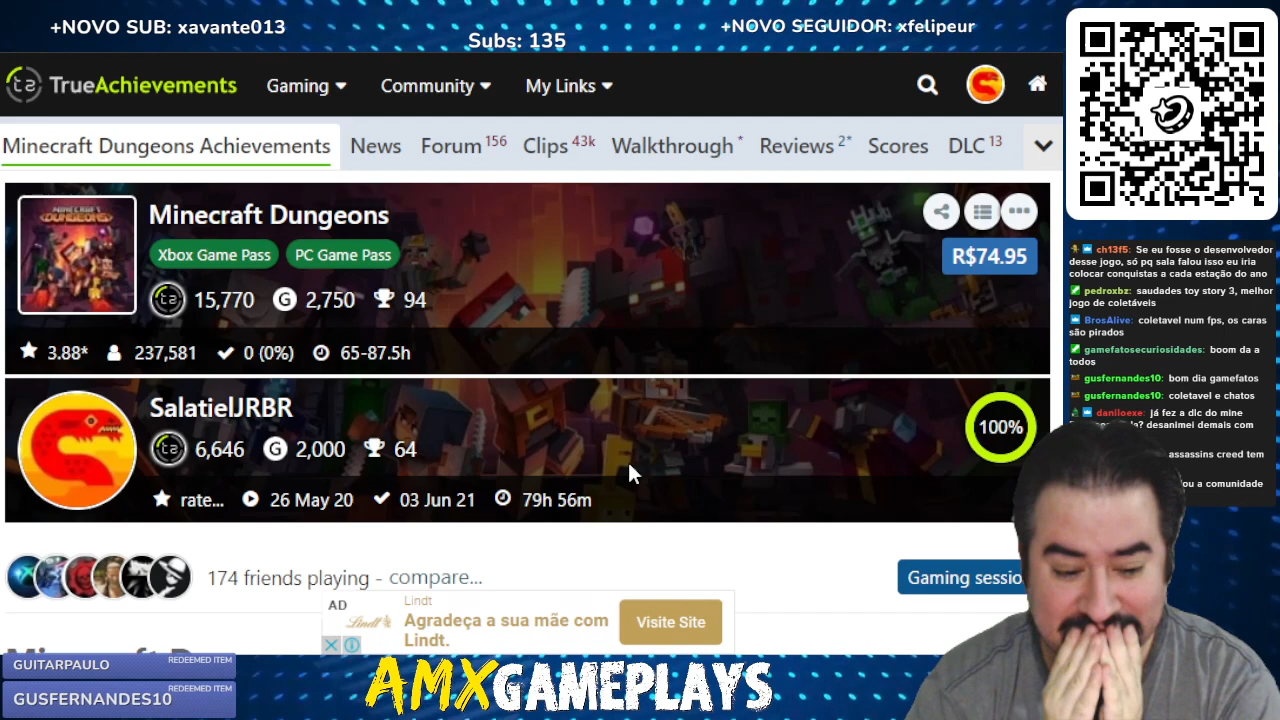 +NOVO SUB: xavante013
Subs: 135
+NOVO SEGUIDOR: xfelipeur
ta TrueAchievements
Gaming
Community
My Links
Minecraft Dungeons Achievements
News
Forum 156
Clips 43k
Walkthrough *
Reviews 2*
Scores
DLC 13
MINECRAFT
DUNGEONS
Minecraft Dungeons
Xbox Game Pass
PC Game Pass
R$74.95
ta 15,770
G 2,750
94
3.88*
237,581
0 (0%)
65-87.5h
SalatielJRBR
ta 6,646
G 2,000
64
100%
rate...
26 May 20
03 Jun 21
79h 56m
174 friends playing - compare...
Gaming sessio
AD
Lindt
Lindt
Agradeça a sua mãe com
Lindt.
Visite Site
GUITARPAULO
REDEEMED ITEM
GUSFERNANDES10
REDEEMED ITEM
AMXGAMEPLAYS
ch13f5: Se eu fosse o desenvolvedor
desse jogo, só pq sala falou isso eu iria
colocar conquistas a cada estação do ano
pedroxbz: saudades toy story 3, melhor
jogo de coletáveis
BrosAlive: coletavel num fps, os caras
são pirados
gamefatosecuriosidades: boom da a
todos
gusfernandes10: bom dia gamefatos
gusfernandes10: coletavel e chatos
daniloexe: já fez a dlc do mine
? desanimei demais com
assassins creed tem
ou a comunidade